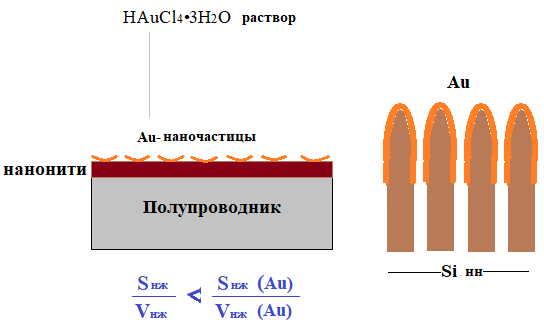 HAuCl4•3H2O раствор
Au
Au-наночастицы
нанонити
Полупроводник
Si нн
Sнж < Sнж (Au)
Vнж Vнж (Au)